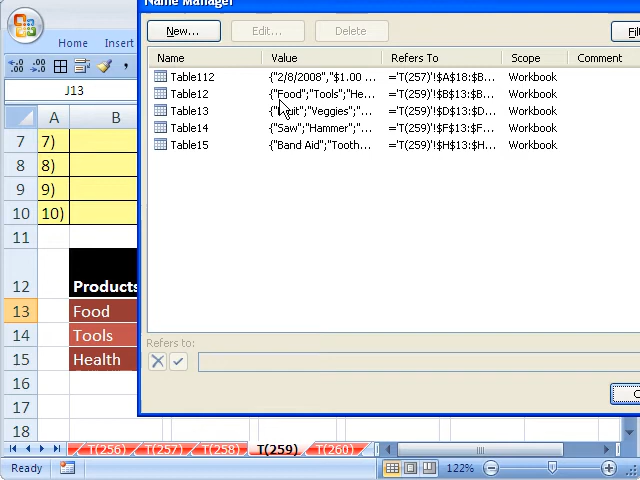 Name Manager
Home Insert
New... Edit... Delete
J13
Name Value Refers To Scope Comment
Table112 {"2/8/2008","$1.00 ... ='T(257)'!$A$18:$B... Workbook
Table12 {"Food";"Tools";"He... ='T(259)'!$B$13:$B... Workbook
Table13 "Veggies";"... ='T(259)'!$D$13:$D... Workbook
Table14 {"Saw";"Hammer";"... ='T(259)'!$F$13:$F... Workbook
Table15 {"Band Aid";"Tooth... ='T(259)'!$H$13:$H... Workbook
A B
7 7)
8 8)
9 9)
10 10)
11
12 Products
13 Food
14 Tools
15 Health
16
17
18
Refers to:
T(256) T(257) T(258) T(259) T(260)
Ready 122%